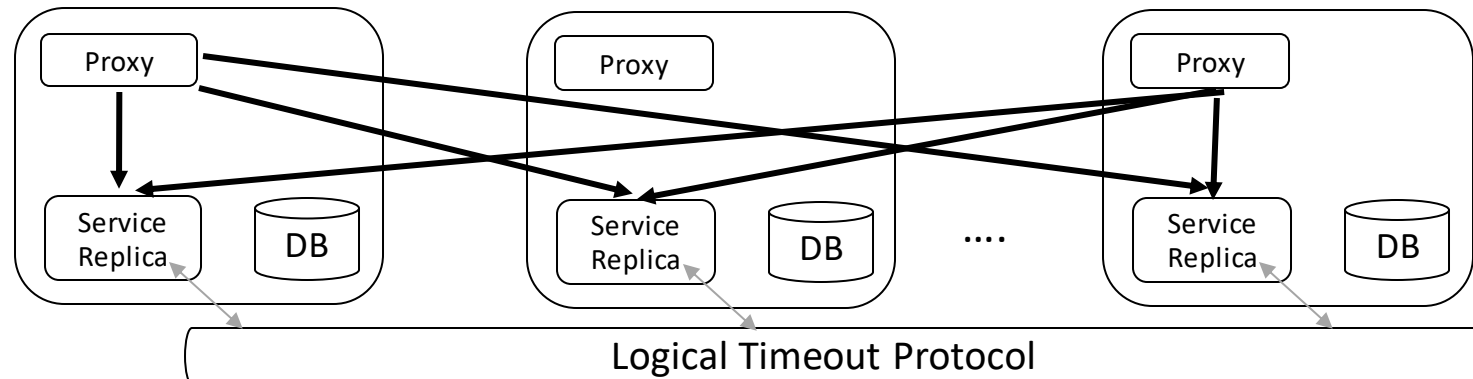 Proxy
Proxy
Proxy
Service
Replica
DB
Service
Replica
DB
....
Service
Replica
DB
Logical Timeout Protocol